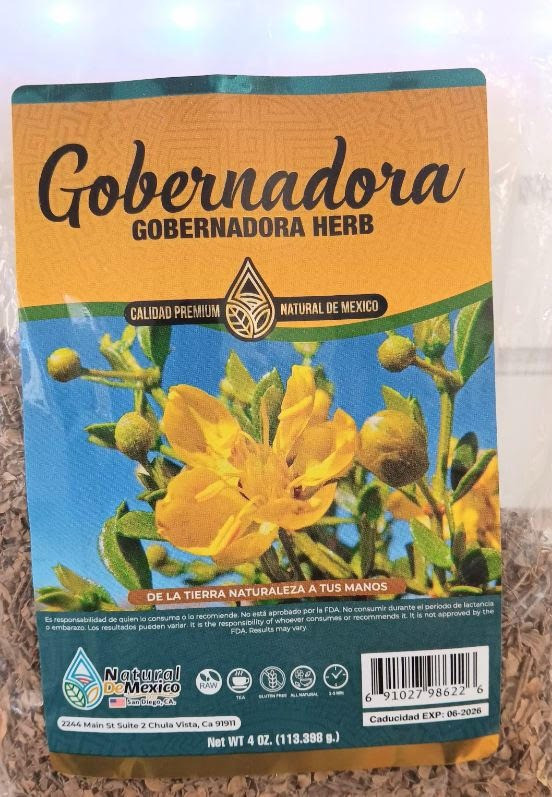 Gobernadora
GOBERNADORA HERB
CALIDAD PREMIUM NATURAL DE MEXICO
DE LA TIERRA NATURALEZA A TUS MANOS
Es responsabilidad de quien lo consuma o lo recomiende. No está aprobado por la FDA. No consumir durante el periodo de lactancia
o embarazo. Los resultados pueden variar. It is the responsibility of whoever consumes or recommends it. It is not approved by the
FDA. Results may vary.
Natural
DeMexico
San Diego, CA.
RAW
TEA
GLUTEN FREE
ALL NATURAL
6 91027 98622 6
2244 Main St Suite 2 Chula Vista, Ca 91911
Caducidad EXP: 06-2026
Net WT 4 OZ. (113.398 g.)